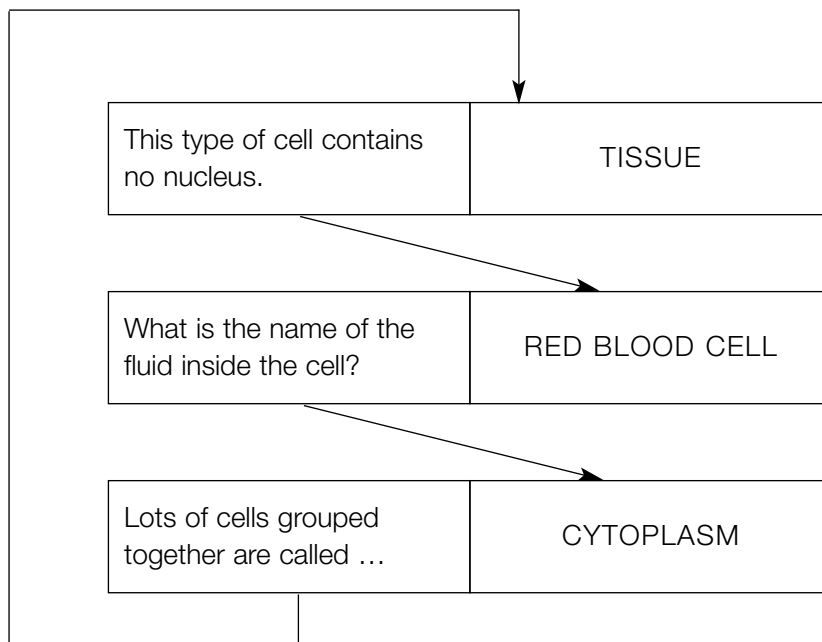 This type of cell contains
no nucleus.
TISSUE
What is the name of the
fluid inside the cell?
RED BLOOD CELL
Lots of cells grouped
together are called …
CYTOPLASM